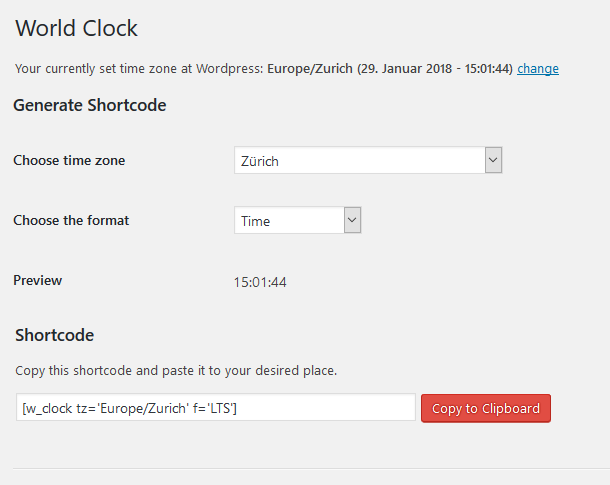 World Clock
Your currently set time zone at Wordpress: Europe/Zurich (29. Januar 2018 - 15:01:44) change
Generate Shortcode
Choose time zone
Zürich
Choose the format
Time
Preview
15:01:44
Shortcode
Copy this shortcode and paste it to your desired place.
[w_clock tz='Europe/Zurich' f='LTS']
Copy to Clipboard